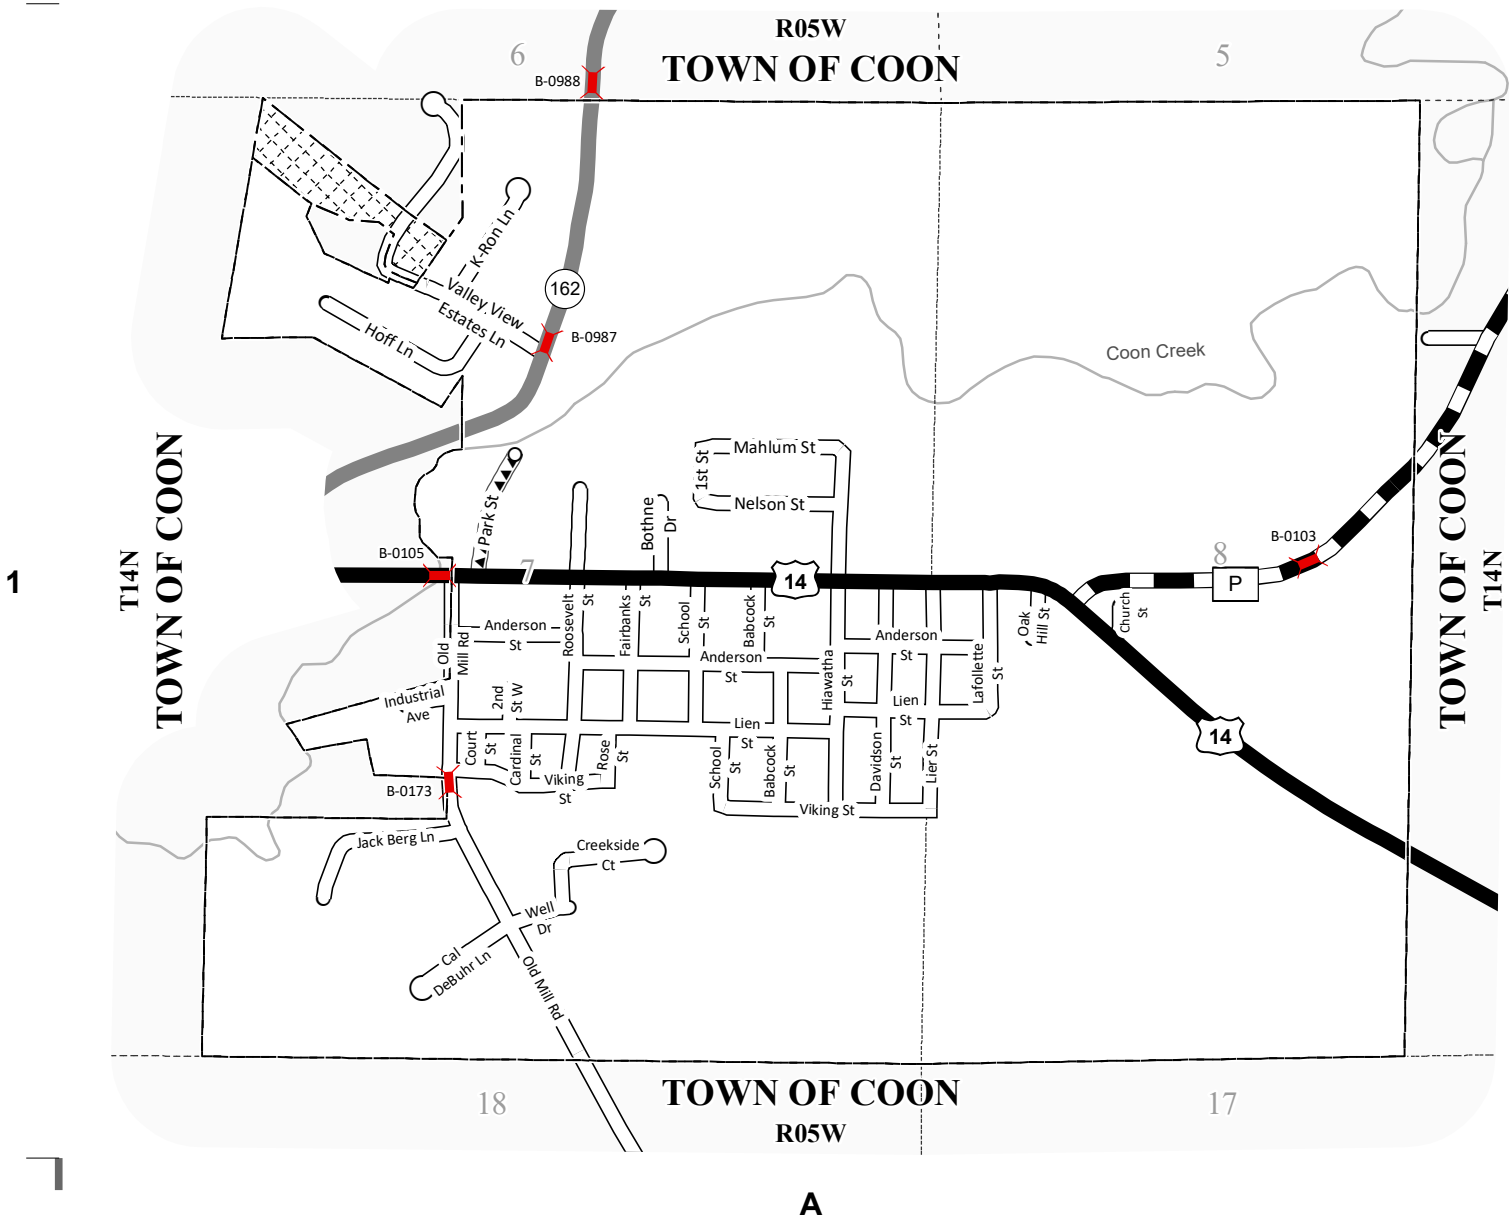 R05W
TOWN OF COON
6
5
B-0988
K-Ron Ln
162
Valley View
Estates Ln
Hoff Ln
B-0987
Coon Creek
TOWN OF COON
T14N
1
TOWN OF COON
T14N
Mahlum St
1st St
Nelson St
Park St
Bothne
Dr
B-0105
7
14
8
B-0103
P
Church
St
Oak
Hill St
Roosevelt
St
Fairbanks
St
School
St
Babcock
St
Anderson
St
Old
Mill Rd
Anderson
St
Hiawatha
St
Anderson
St
Lafollette
St
Industrial
Ave
2nd
St W
Lien
St
Lien
St
14
Court
St
Cardinal
St
Rose
St
Viking
St
School
St
Babcock
St
Davidson
St
Lier St
Viking St
B-0173
Jack Berg Ln
Creekside
Ct
Well
Dr
Cal
DeBuhr Ln
Old Mill Rd
18
17
TOWN OF COON
R05W
A